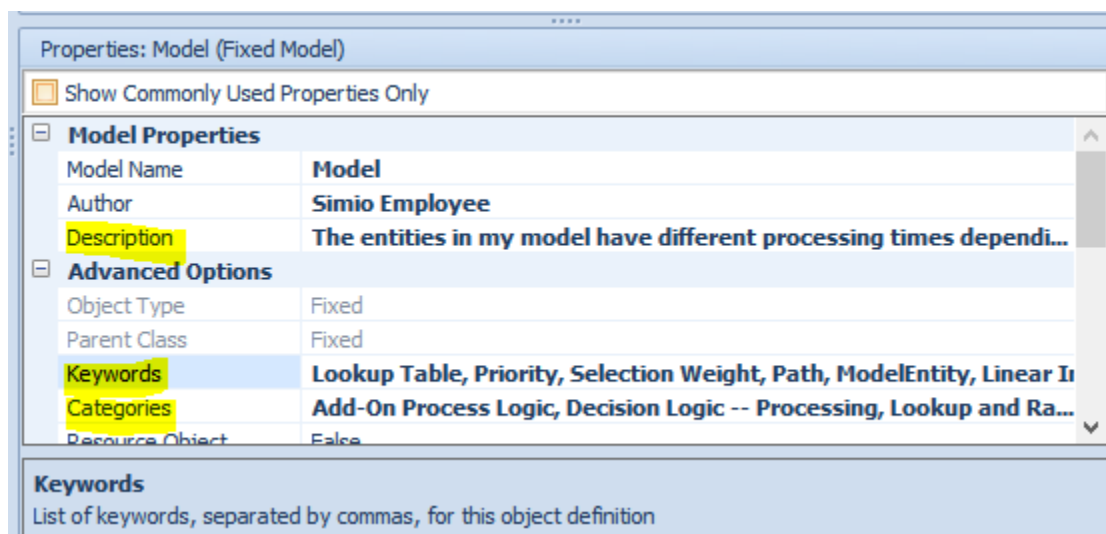 Properties: Model (Fixed Model)
Show Commonly Used Properties Only
Model Properties
Model Name Model
Author Simio Employee
Description The entities in my model have different processing times dependi...
Advanced Options
Object Type Fixed
Parent Class Fixed
Keywords Lookup Table, Priority, Selection Weight, Path, ModelEntity, Linear
Categories Add-On Process Logic, Decision Logic -- Processing, Lookup and Ra...
Resource Object False
Keywords
List of keywords, separated by commas, for this object definition